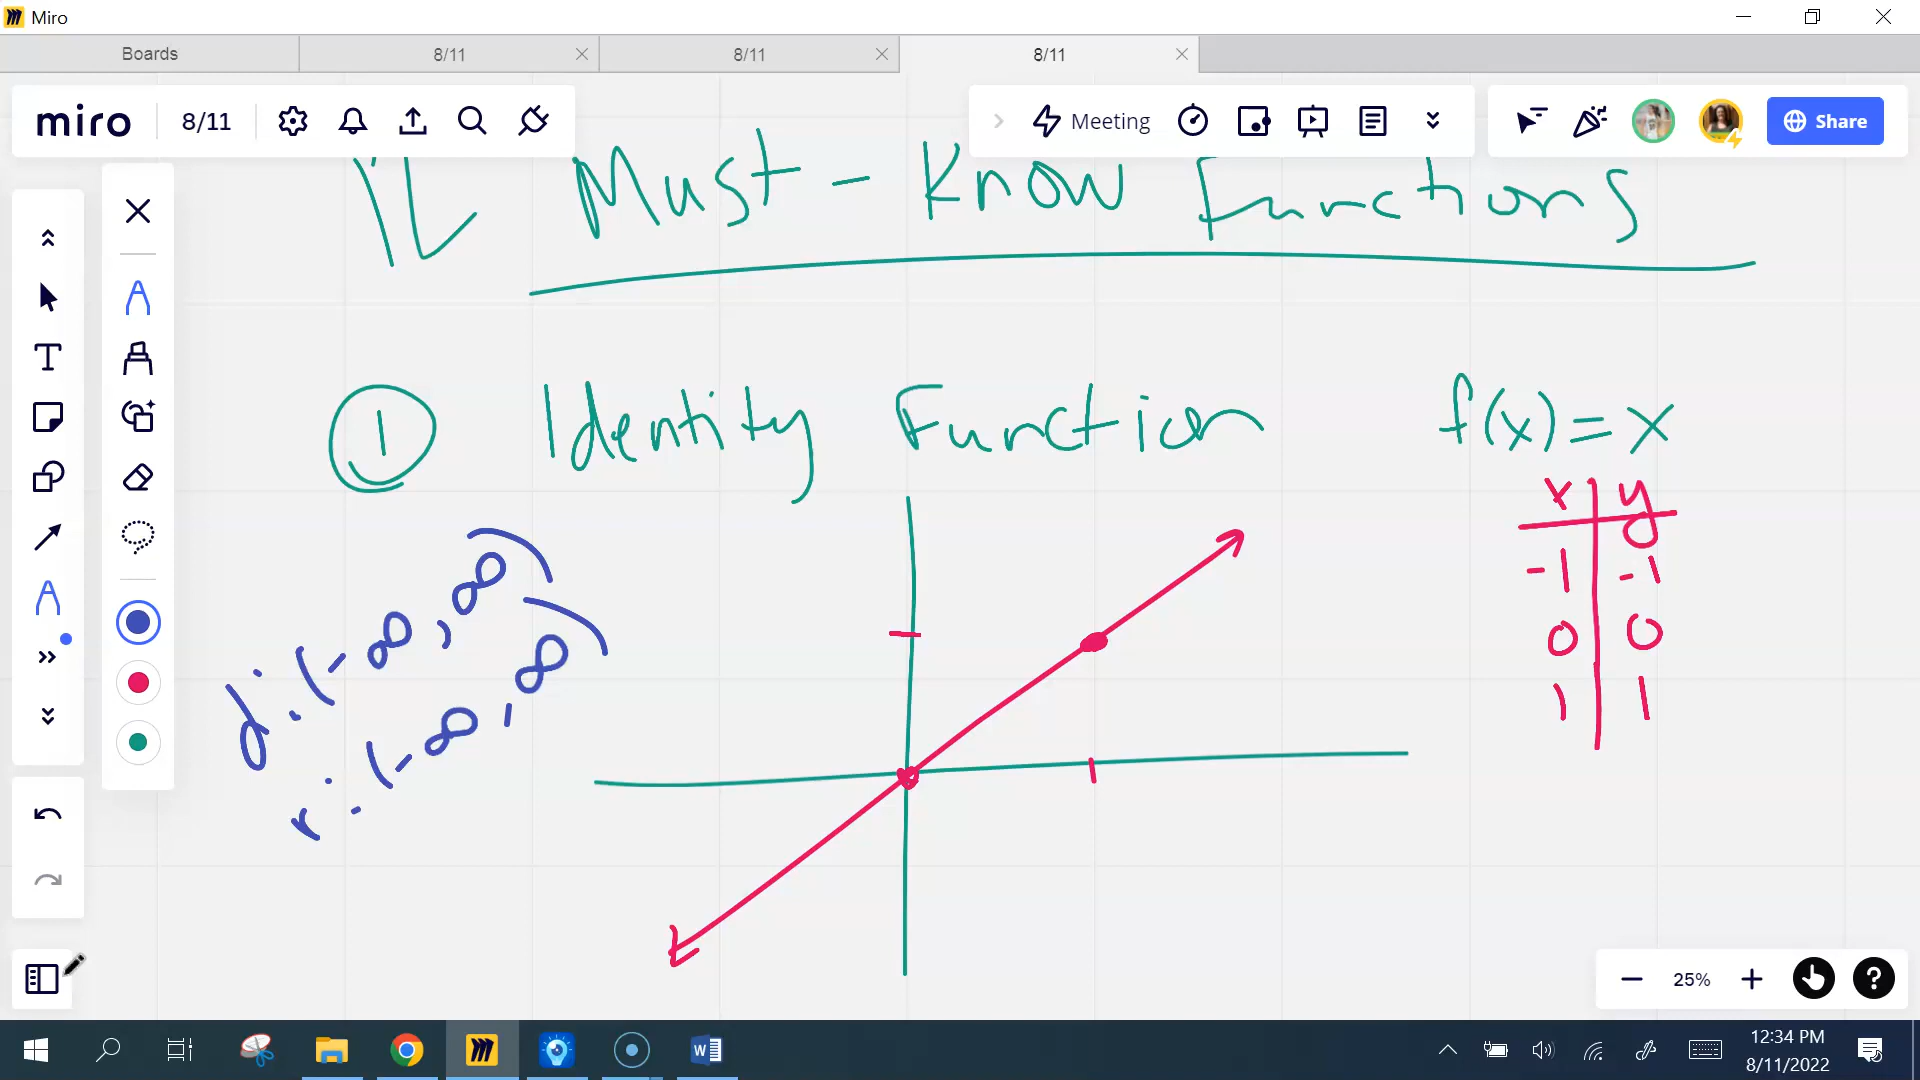 Miro
Boards 8/11 8/11 8/11
miro 8/11 Meeting Share
12 Must-Know Functions
1 Identity Function f(x)=x
x y
-1 -1
0 0
1 1
d: (-∞, ∞)
r: (-∞, ∞)
25%
12:34 PM
8/11/2022